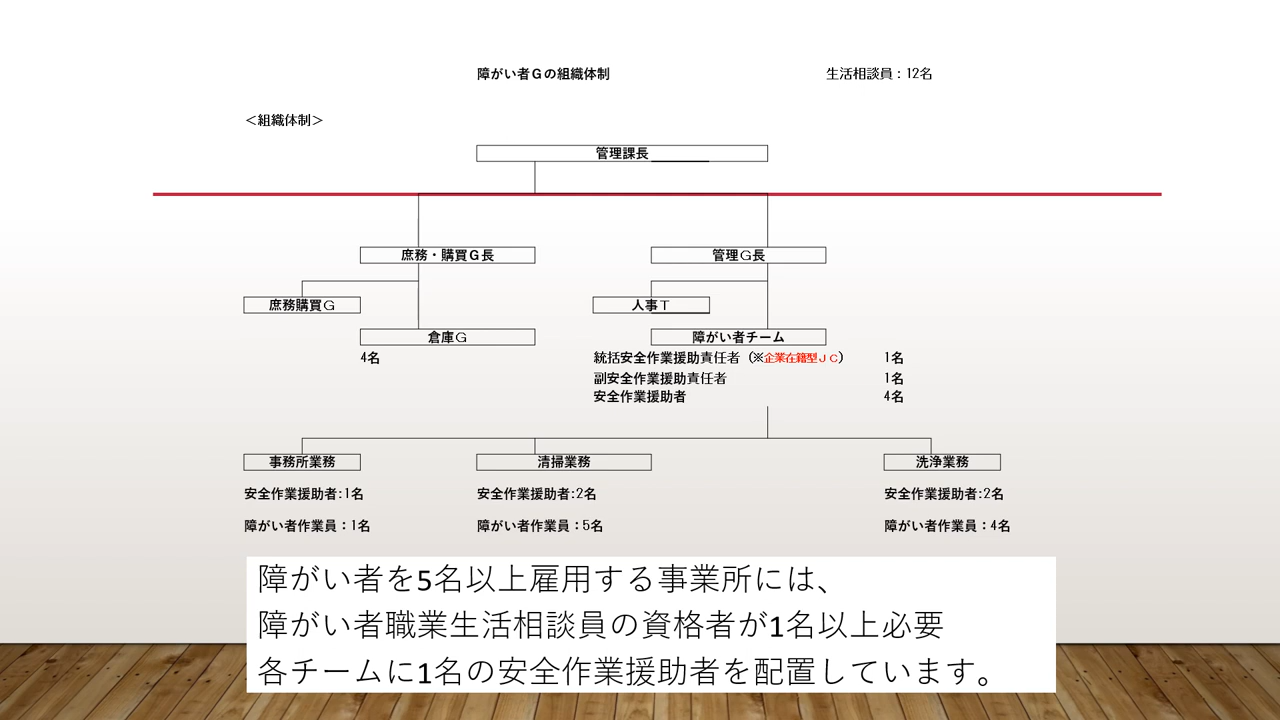 障がい者Gの組織体制　生活相談員：12名
＜組織体制＞
管理課長
庶務・購買G長　管理G長
庶務購買G　人事T
倉庫G　障がい者チーム
4名　統括安全作業援助責任者（※企業在籍型JC）　1名
副安全作業援助責任者　1名
安全作業援助者　4名
事務所業務　清掃業務　洗浄業務
安全作業援助者:1名　安全作業援助者:2名　安全作業援助者:2名
障がい者作業員：1名　障がい者作業員：5名　障がい者作業員：4名
障がい者を5名以上雇用する事業所には、
障がい者職業生活相談員の資格者が1名以上必要
各チームに1名の安全作業援助者を配置しています。